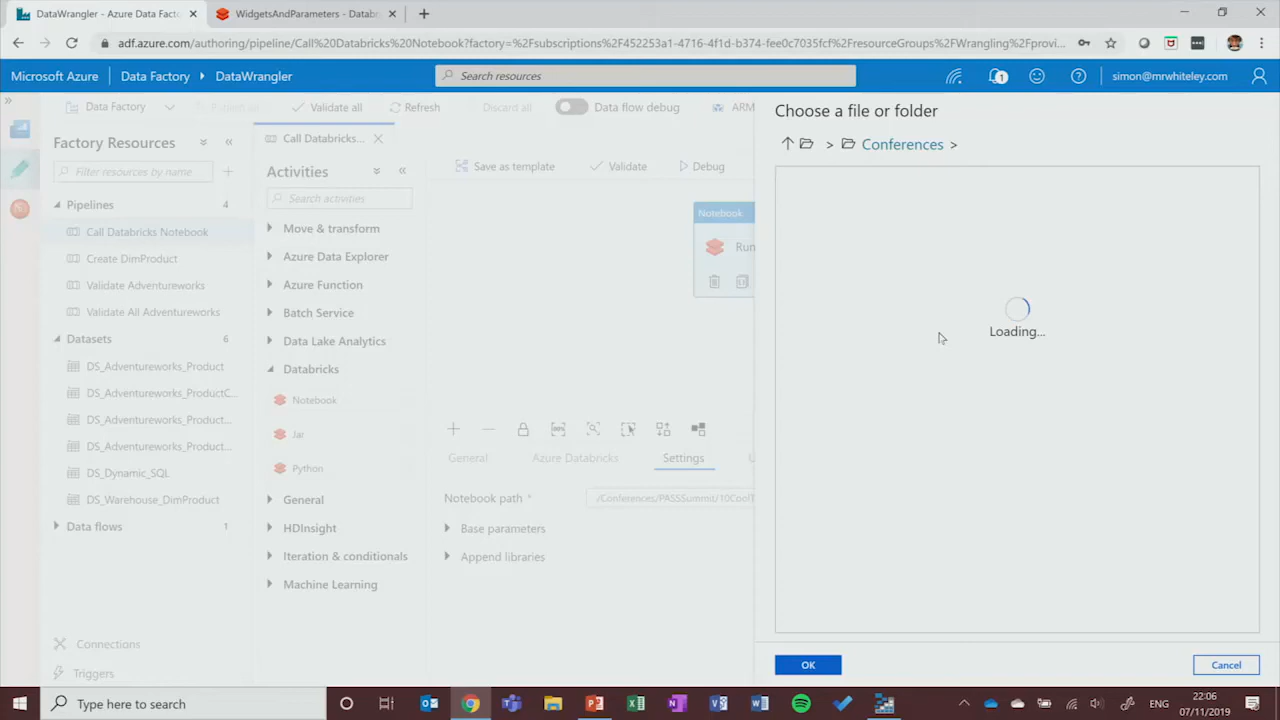 DataWrangler - Azure Data Fact
WidgetsAndParameters - Databri
adf.azure.com/authoring/pipeline/Call%20Databricks%20Notebook?factory=%2Fsubscriptions%2F452253a1-4716-4f1d-b374-fee0c7035fcf%2FresourceGroups%2FWrangling%2Fprovi...
Microsoft Azure
Data Factory
DataWrangler
Search resources
1
simon@mrwhiteley.com
Data Factory
Publish all
Validate all
Refresh
Discard all
Data flow debug
ARM
Choose a file or folder
Conferences
Factory Resources
Filter resources by name
Pipelines 4
Call Databricks Notebook
Create DimProduct
Validate Adventureworks
Validate All Adventureworks
Datasets 6
DS_Adventureworks_Product
DS_Adventureworks_ProductC...
DS_Adventureworks_Product...
DS_Adventureworks_Product...
DS_Dynamic_SQL
DS_Warehouse_DimProduct
Data flows 1
Connections
Triggers
Call Databricks...
Activities
Search activities
Move & transform
Azure Data Explorer
Azure Function
Batch Service
Data Lake Analytics
Databricks
Notebook
Jar
Python
General
HDInsight
Iteration & conditionals
Machine Learning
Save as template
Validate
Debug
Notebook
Run
General
Azure Databricks
Settings
Notebook path *
/Conferences/PASSSummit/10CoolT
Base parameters
Append libraries
Loading...
OK
Cancel
Type here to search
ENG
22:06
07/11/2019